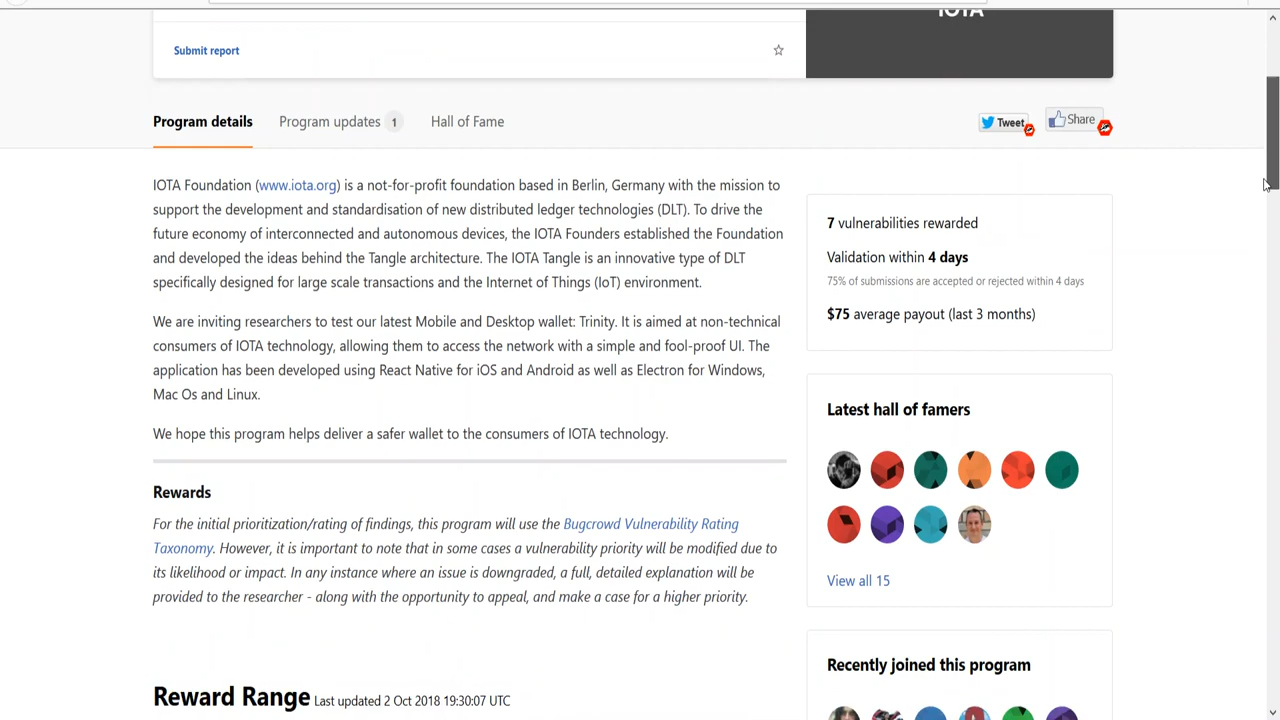 IOTA
Submit report
Program details
Program updates 1
Hall of Fame
Tweet
Share
IOTA Foundation (www.iota.org) is a not-for-profit foundation based in Berlin, Germany with the mission to
support the development and standardisation of new distributed ledger technologies (DLT). To drive the
future economy of interconnected and autonomous devices, the IOTA Founders established the Foundation
and developed the ideas behind the Tangle architecture. The IOTA Tangle is an innovative type of DLT
specifically designed for large scale transactions and the Internet of Things (IoT) environment.
We are inviting researchers to test our latest Mobile and Desktop wallet: Trinity. It is aimed at non-technical
consumers of IOTA technology, allowing them to access the network with a simple and fool-proof UI. The
application has been developed using React Native for iOS and Android as well as Electron for Windows,
Mac Os and Linux.
We hope this program helps deliver a safer wallet to the consumers of IOTA technology.
Rewards
For the initial prioritization/rating of findings, this program will use the Bugcrowd Vulnerability Rating
Taxonomy. However, it is important to note that in some cases a vulnerability priority will be modified due to
its likelihood or impact. In any instance where an issue is downgraded, a full, detailed explanation will be
provided to the researcher - along with the opportunity to appeal, and make a case for a higher priority.
Reward Range Last updated 2 Oct 2018 19:30:07 UTC
7 vulnerabilities rewarded
Validation within 4 days
75% of submissions are accepted or rejected within 4 days
$75 average payout (last 3 months)
Latest hall of famers
View all 15
Recently joined this program